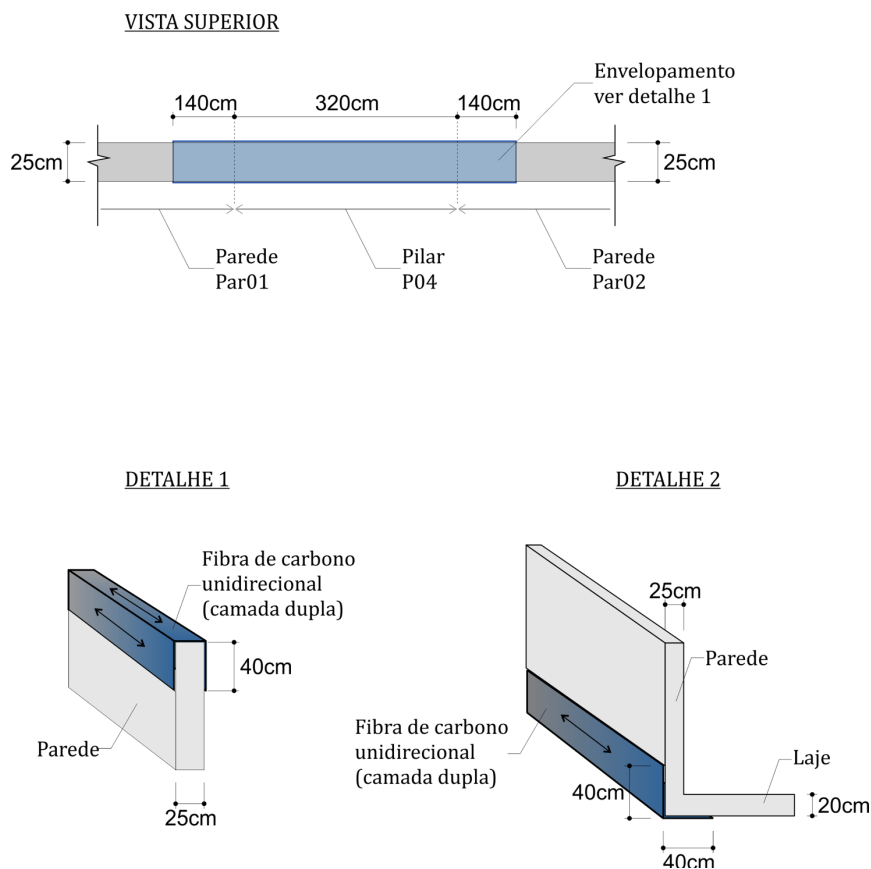 VISTA SUPERIOR
Envelopamento
ver detalhe 1
140cm
320cm
140cm
25cm
25cm
Parede
Par01
Pilar
P04
Parede
Par02
DETALHE 1
DETALHE 2
Fibra de carbono
unidirecional
(camada dupla)
40cm
Parede
25cm
25cm
Parede
Fibra de carbono
unidirecional
(camada dupla)
40cm
Laje
20cm
40cm